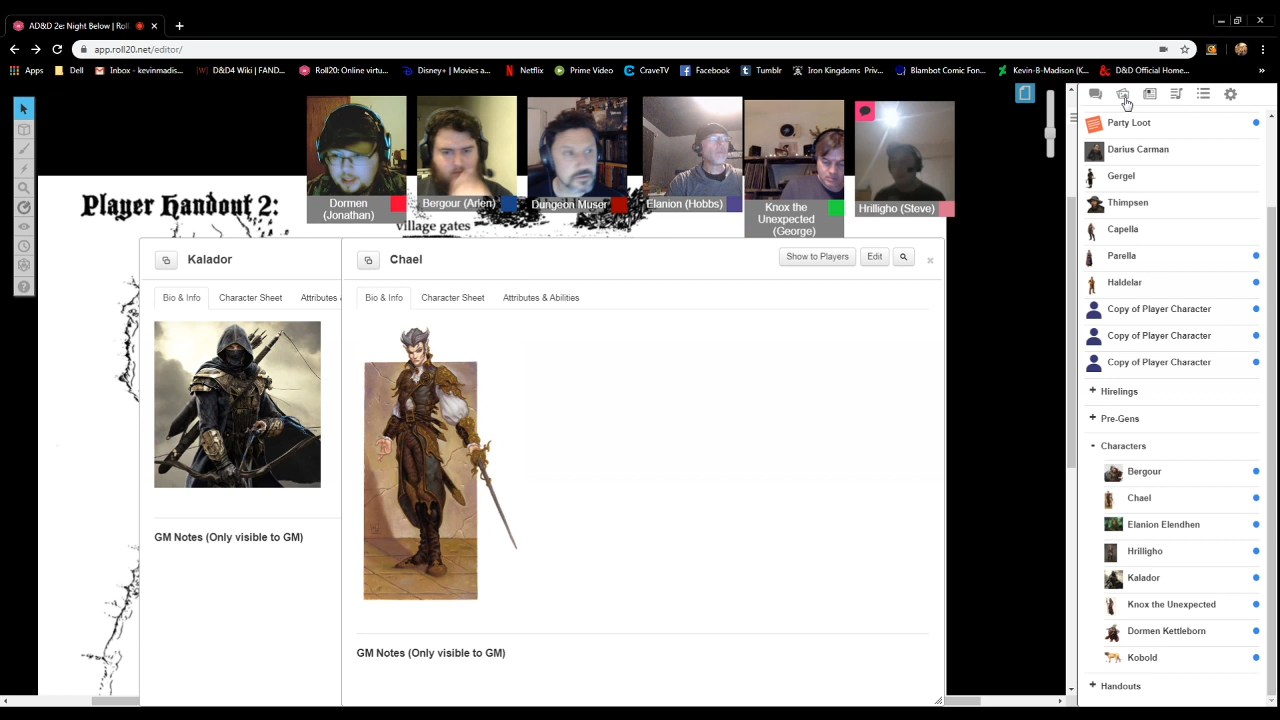 AD&D 2e: Night Below | Roll
app.roll20.net/editor/
Apps
Dell
Inbox - kevinmadis...
D&D4 Wiki | FAND...
Roll20: Online virtu...
Disney+ | Movies a...
Netflix
Prime Video
CraveTV
Facebook
Tumblr
Iron Kingdoms Priv...
Blambot Comic Fon...
Kevin-B-Madison (K...
D&D Official Home...
»
Player Handout 2:
village gates
Dormen
(Jonathan)
Bergour (Arlen)
Dungeon Muser
Elanion (Hobbs)
Knox the
Unexpected
(George)
Hrilligho (Steve)
Kalador
Bio & Info
Character Sheet
Attributes
GM Notes (Only visible to GM)
Chael
Show to Players
Edit
Bio & Info
Character Sheet
Attributes & Abilities
GM Notes (Only visible to GM)
Party Loot
Darius Carman
Gergel
Thimpsen
Capella
Parella
Haldelar
Copy of Player Character
Copy of Player Character
Copy of Player Character
+ Hirelings
+ Pre-Gens
- Characters
Bergour
Chael
Elanion Elendhen
Hrilligho
Kalador
Knox the Unexpected
Dormen Kettleborn
Kobold
+ Handouts